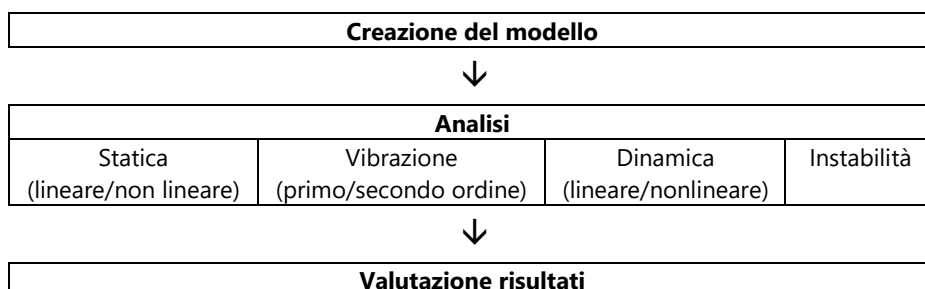 Creazione del modello
Analisi
Statica Vibrazione Dinamica Instabilità
(lineare/non lineare) (primo/secondo ordine) (lineare/nonlineare)
Valutazione risultati